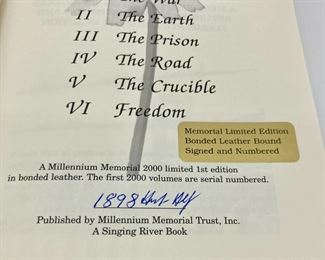 The War
II The Earth
III The Prison
IV The Road
V The Crucible
VI Freedom
Memorial Limited Edition
Bonded Leather Bound
Signed and Numbered
A Millennium Memorial 2000 limited 1st edition
in bonded leather. The first 2000 volumes are serial numbered.
1898
Published by Millennium Memorial Trust, Inc.
A Singing River Book